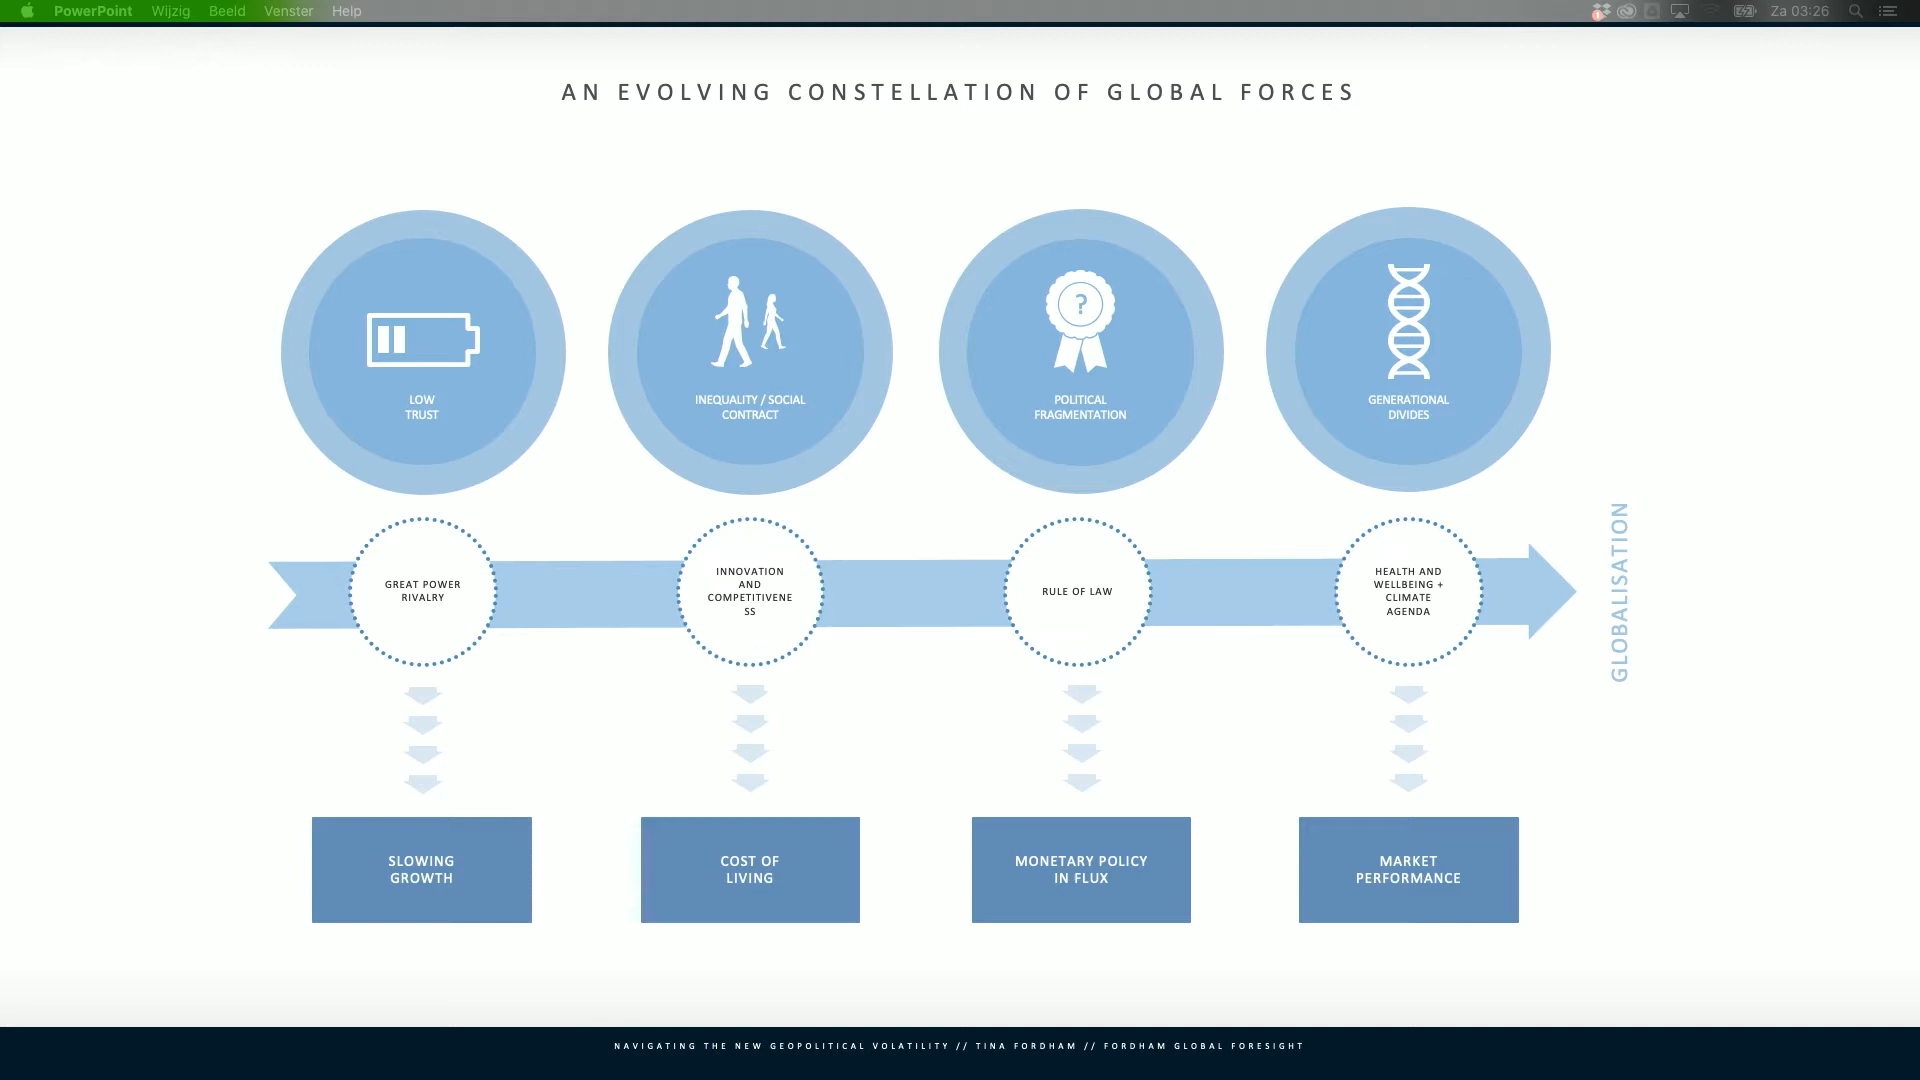 PowerPoint Wijzig Beeld Venster Help Za 03:26
AN EVOLVING CONSTELLATION OF GLOBAL FORCES
LOW
TRUST
INEQUALITY / SOCIAL
CONTRACT
?
POLITICAL
FRAGMENTATION
GENERATIONAL
DIVIDES
GREAT POWER
RIVALRY
INNOVATION
AND
COMPETITIVENE
SS
RULE OF LAW
HEALTH AND
WELLBEING +
CLIMATE
AGENDA
GLOBALISATION
SLOWING
GROWTH
COST OF
LIVING
MONETARY POLICY
IN FLUX
MARKET
PERFORMANCE
NAVIGATING THE NEW GEOPOLITICAL VOLATILITY // TINA FORDHAM // FORDHAM GLOBAL FORESIGHT